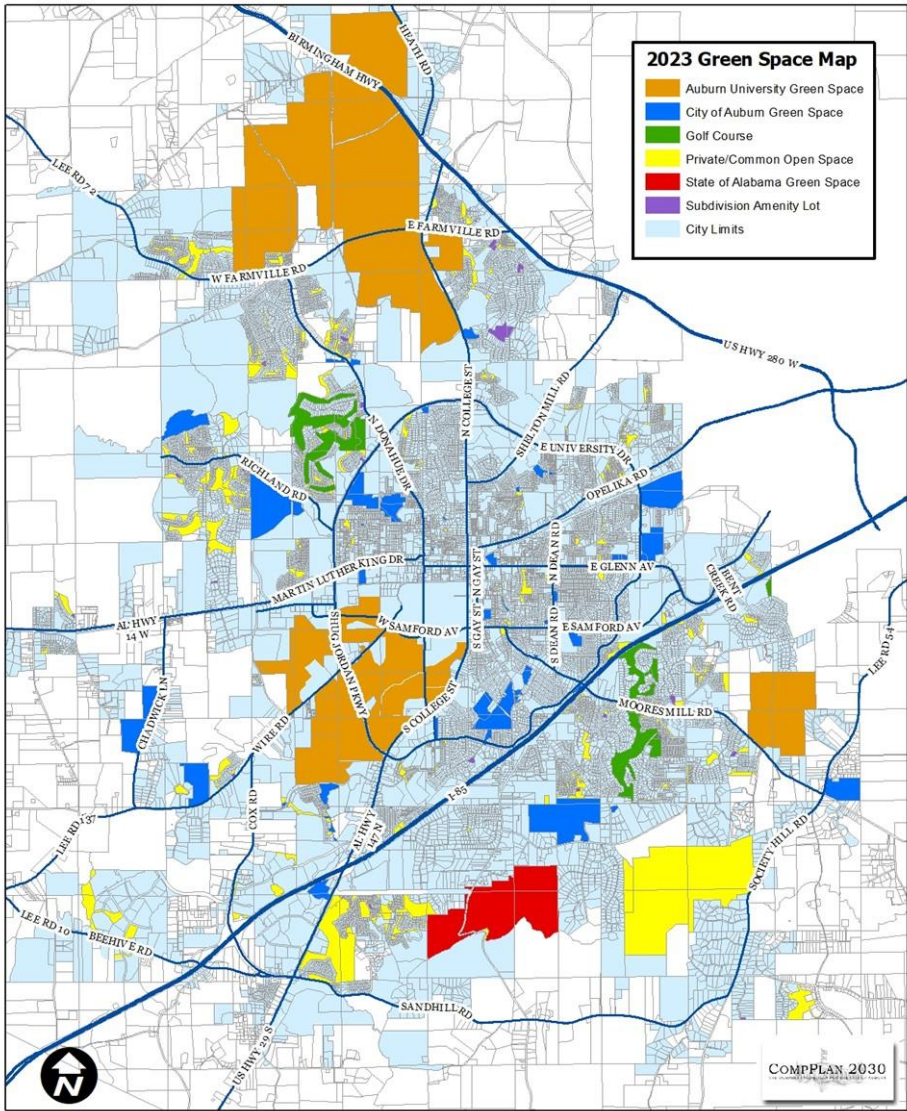 2023 Green Space Map
Auburn University Green Space
City of Auburn Green Space
Golf Course
Private/Common Open Space
State of Alabama Green Space
Subdivision Amenity Lot
City Limits
BIRMINGHAM HWY
HEATH RD
LEE RD 72
E FARMVILLE RD
W FARMVILLE RD
US HWY 280 W
N COLLEGE ST
SHELTON MILL RD
N DONAHUE DR
E UNIVERSITY DR
RICHLAND RD
OPELIKA RD
MARTIN LUTHER KING DR
N GAY ST
N DEAN RD
E GLENN AV
BENT
CREEK RD
AL HWY
14 W
W SAMFORD AV
S GAY ST
S DEAN RD
E SAMFORD AV
SHUG JORDAN PKWY
LEE RD 54
CHADWICK LN
WIRE RD
S COLLEGE ST
MOORES MILL RD
COX RD
I-85
LEE RD 137
AL HWY
147 N
SOCIETY HILL RD
LEE RD 10
BEEHIVE RD
SANDHILL RD
US HWY 29 S
N
COMPPLAN 2030